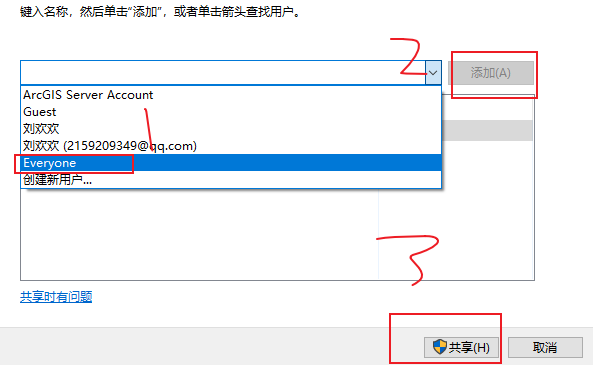 键入名称，然后单击“添加”，或者单击箭头查找用户。
2
添加(A)
ArcGIS Server Account
Guest
1
刘欢欢
刘欢欢 (2159209349@qq.com)
Everyone
创建新用户...
3
共享时有问题
共享(H)
取消